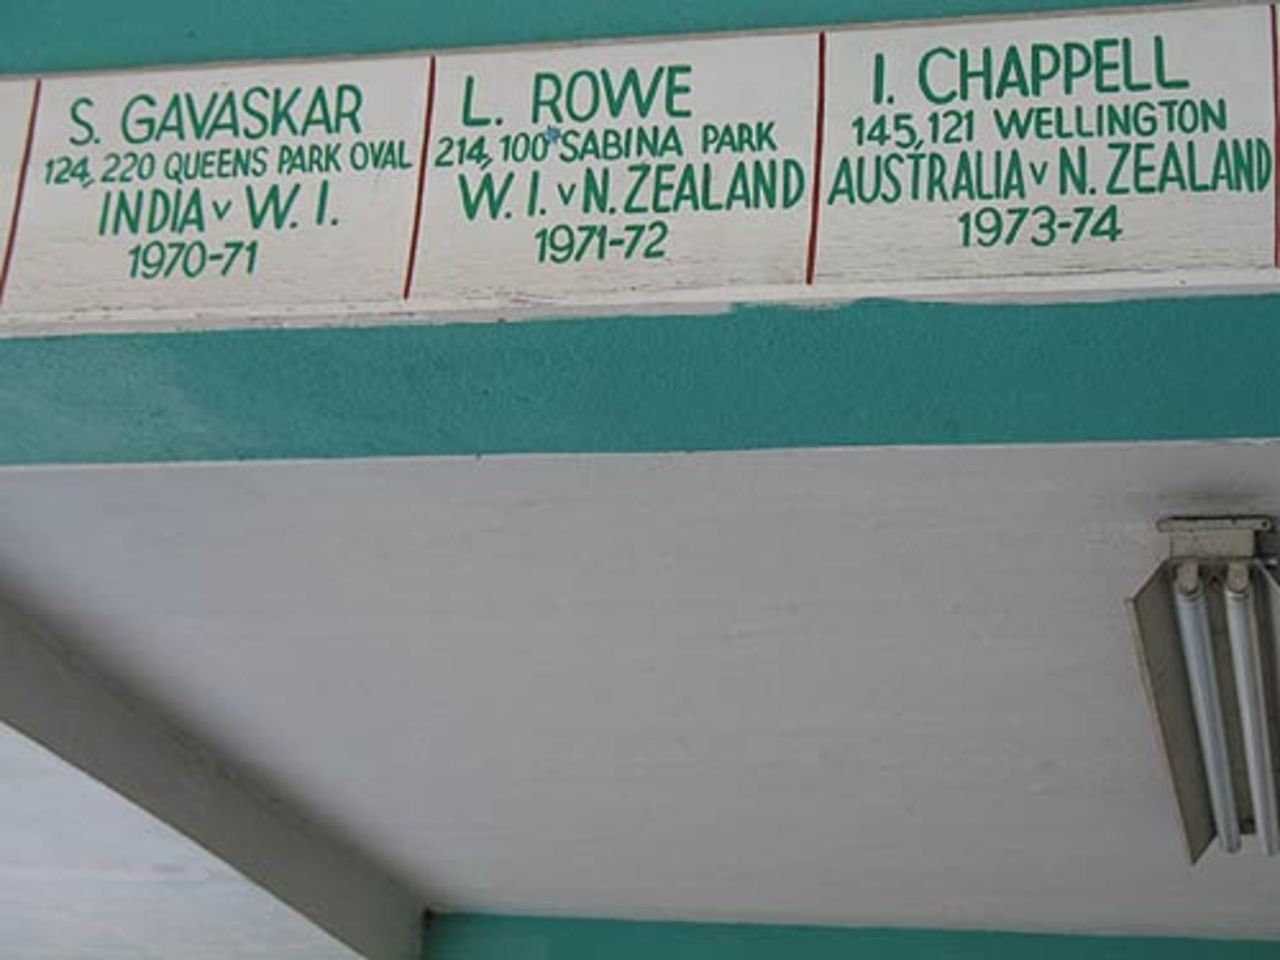 S. GAVASKAR
124, 220 QUEENS PARK OVAL
INDIA v W. I.
1970-71
L. ROWE
214, 100* SABINA PARK
W. I. v N. ZEALAND
1971-72
I. CHAPPELL
145, 121 WELLINGTON
AUSTRALIA v N. ZEALAND
1973-74